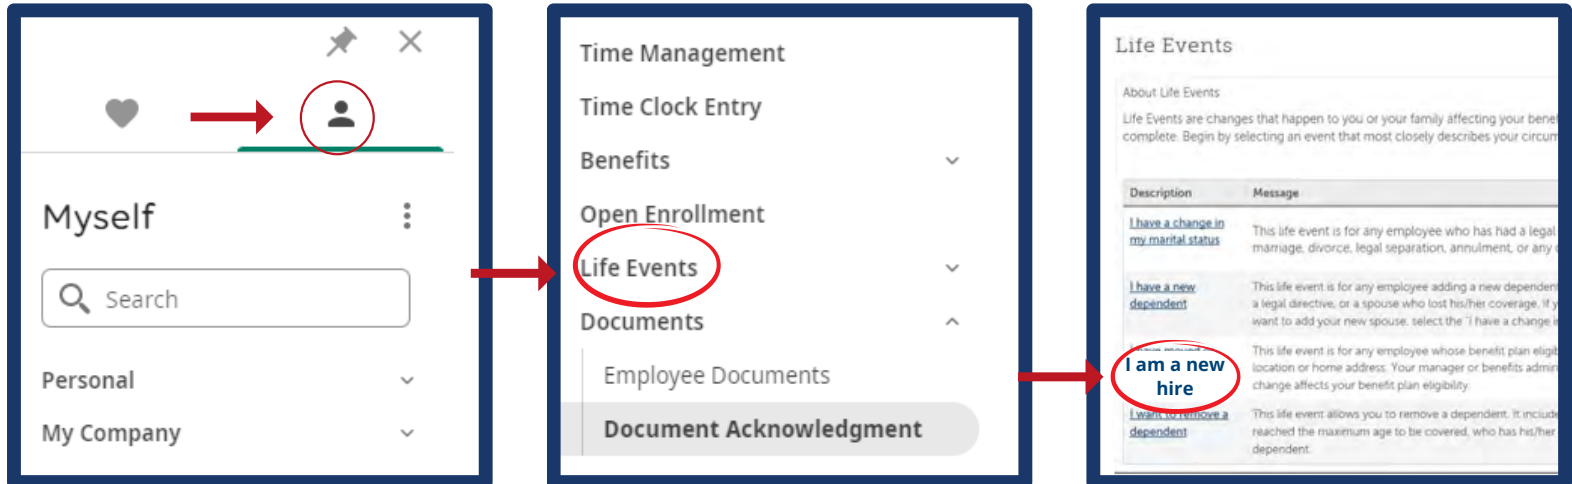 Myself
Search
Personal
My Company
Time Management
Time Clock Entry
Benefits
Open Enrollment
Life Events
Documents
Employee Documents
Document Acknowledgment
Life Events
About Life Events
Life Events are changes that happen to you or your family affecting your
complete. Begin by selecting an event that most closely describes your
Description Message
I have a change in
my marital status
This life event is for any employee who has had a legal
marriage, divorce, legal separation, annulment, or any
I have a new
dependent
This life event is for any employee adding a new dependent
a legal directive, or a spouse who lost his/her coverage. If
want to add your new spouse, select the "I have a change
I am a new
hire
This life event is for any employee whose benefit plan
location or home address. Your manager or benefits
change affects your benefit plan eligibility.
I want to remove a
dependent
This life event allows you to remove a dependent. It
reached the maximum age to be covered, who has his/her
dependent.